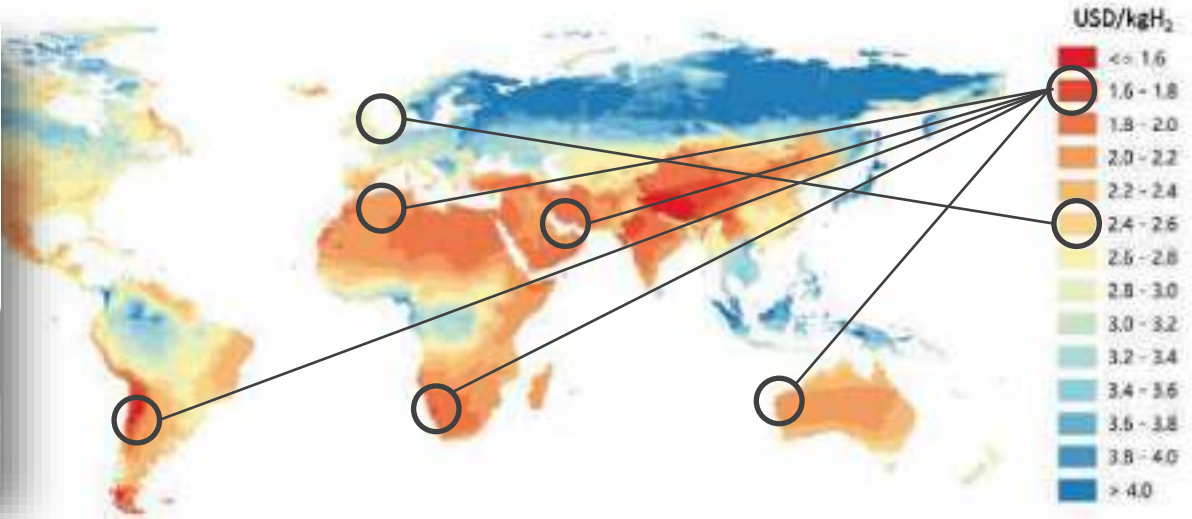 USD/kgH₂
<= 1.6
1.6 - 1.8
1.8 - 2.0
2.0 - 2.2
2.2 - 2.4
2.4 - 2.6
2.6 - 2.8
2.8 - 3.0
3.0 - 3.2
3.2 - 3.4
3.4 - 3.6
3.6 - 3.8
3.8 - 4.0
> 4.0